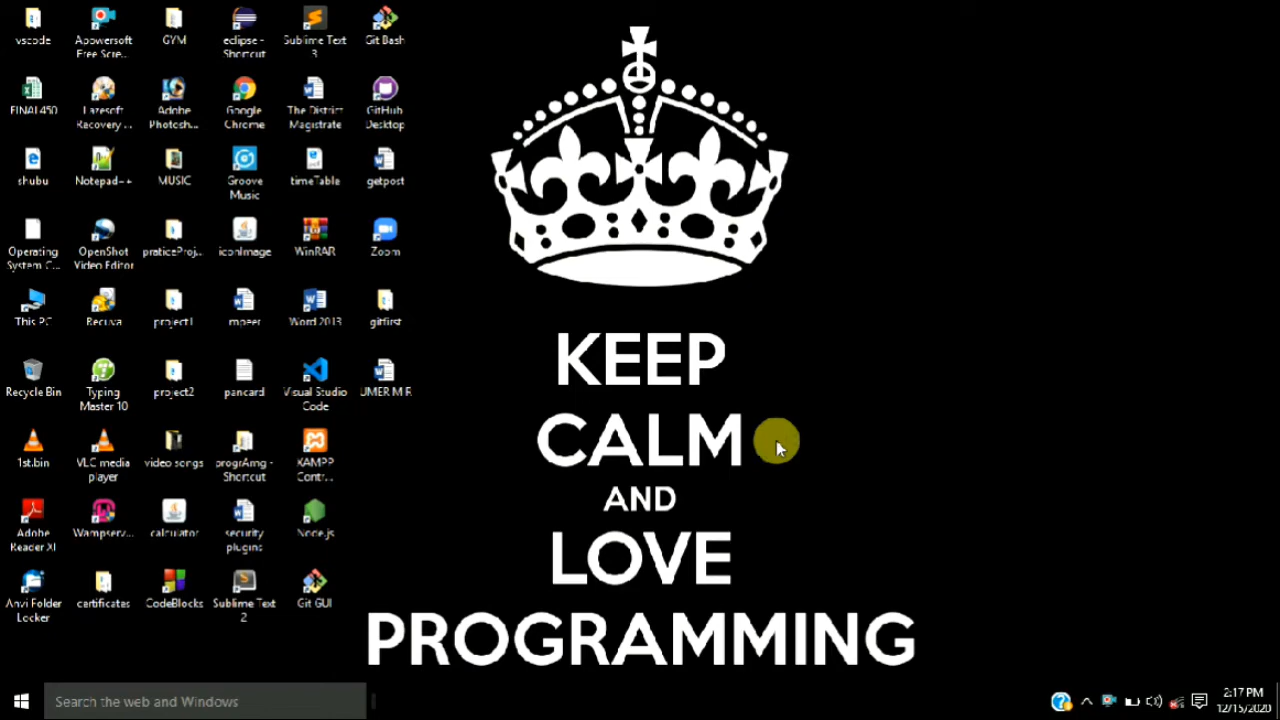 vscode
Apowersoft
Free Scre...
GYM
eclipse -
Shortcut
Sublime Text
3
Git Bash
FINAL450
Lazesoft
Recovery ...
Adobe
Photosh...
Google
Chrome
The District
Magistrate
GitHub
Desktop
shubu
Notepad++
MUSIC
Groove
Music
timeTable
getpost
Operating
System C...
OpenShot
Video Editor
praticeProj...
iconImage
WinRAR
Zoom
This PC
Recuva
project1
mpeer
Word 2013
gitfirst
Recycle Bin
Typing
Master 10
project2
pancard
Visual Studio
Code
UMER MIR
1st.bin
VLC media
player
video songs
progrAmg -
Shortcut
XAMPP
Contr...
Adobe
Reader XI
Wampserv...
calculator
security
plugins
Node.js
Anvi Folder
Locker
certificates
CodeBlocks
Sublime Text
2
Git GUI
KEEP
CALM
AND
LOVE
PROGRAMMING
Search the web and Windows
2:17 PM
12/15/2020